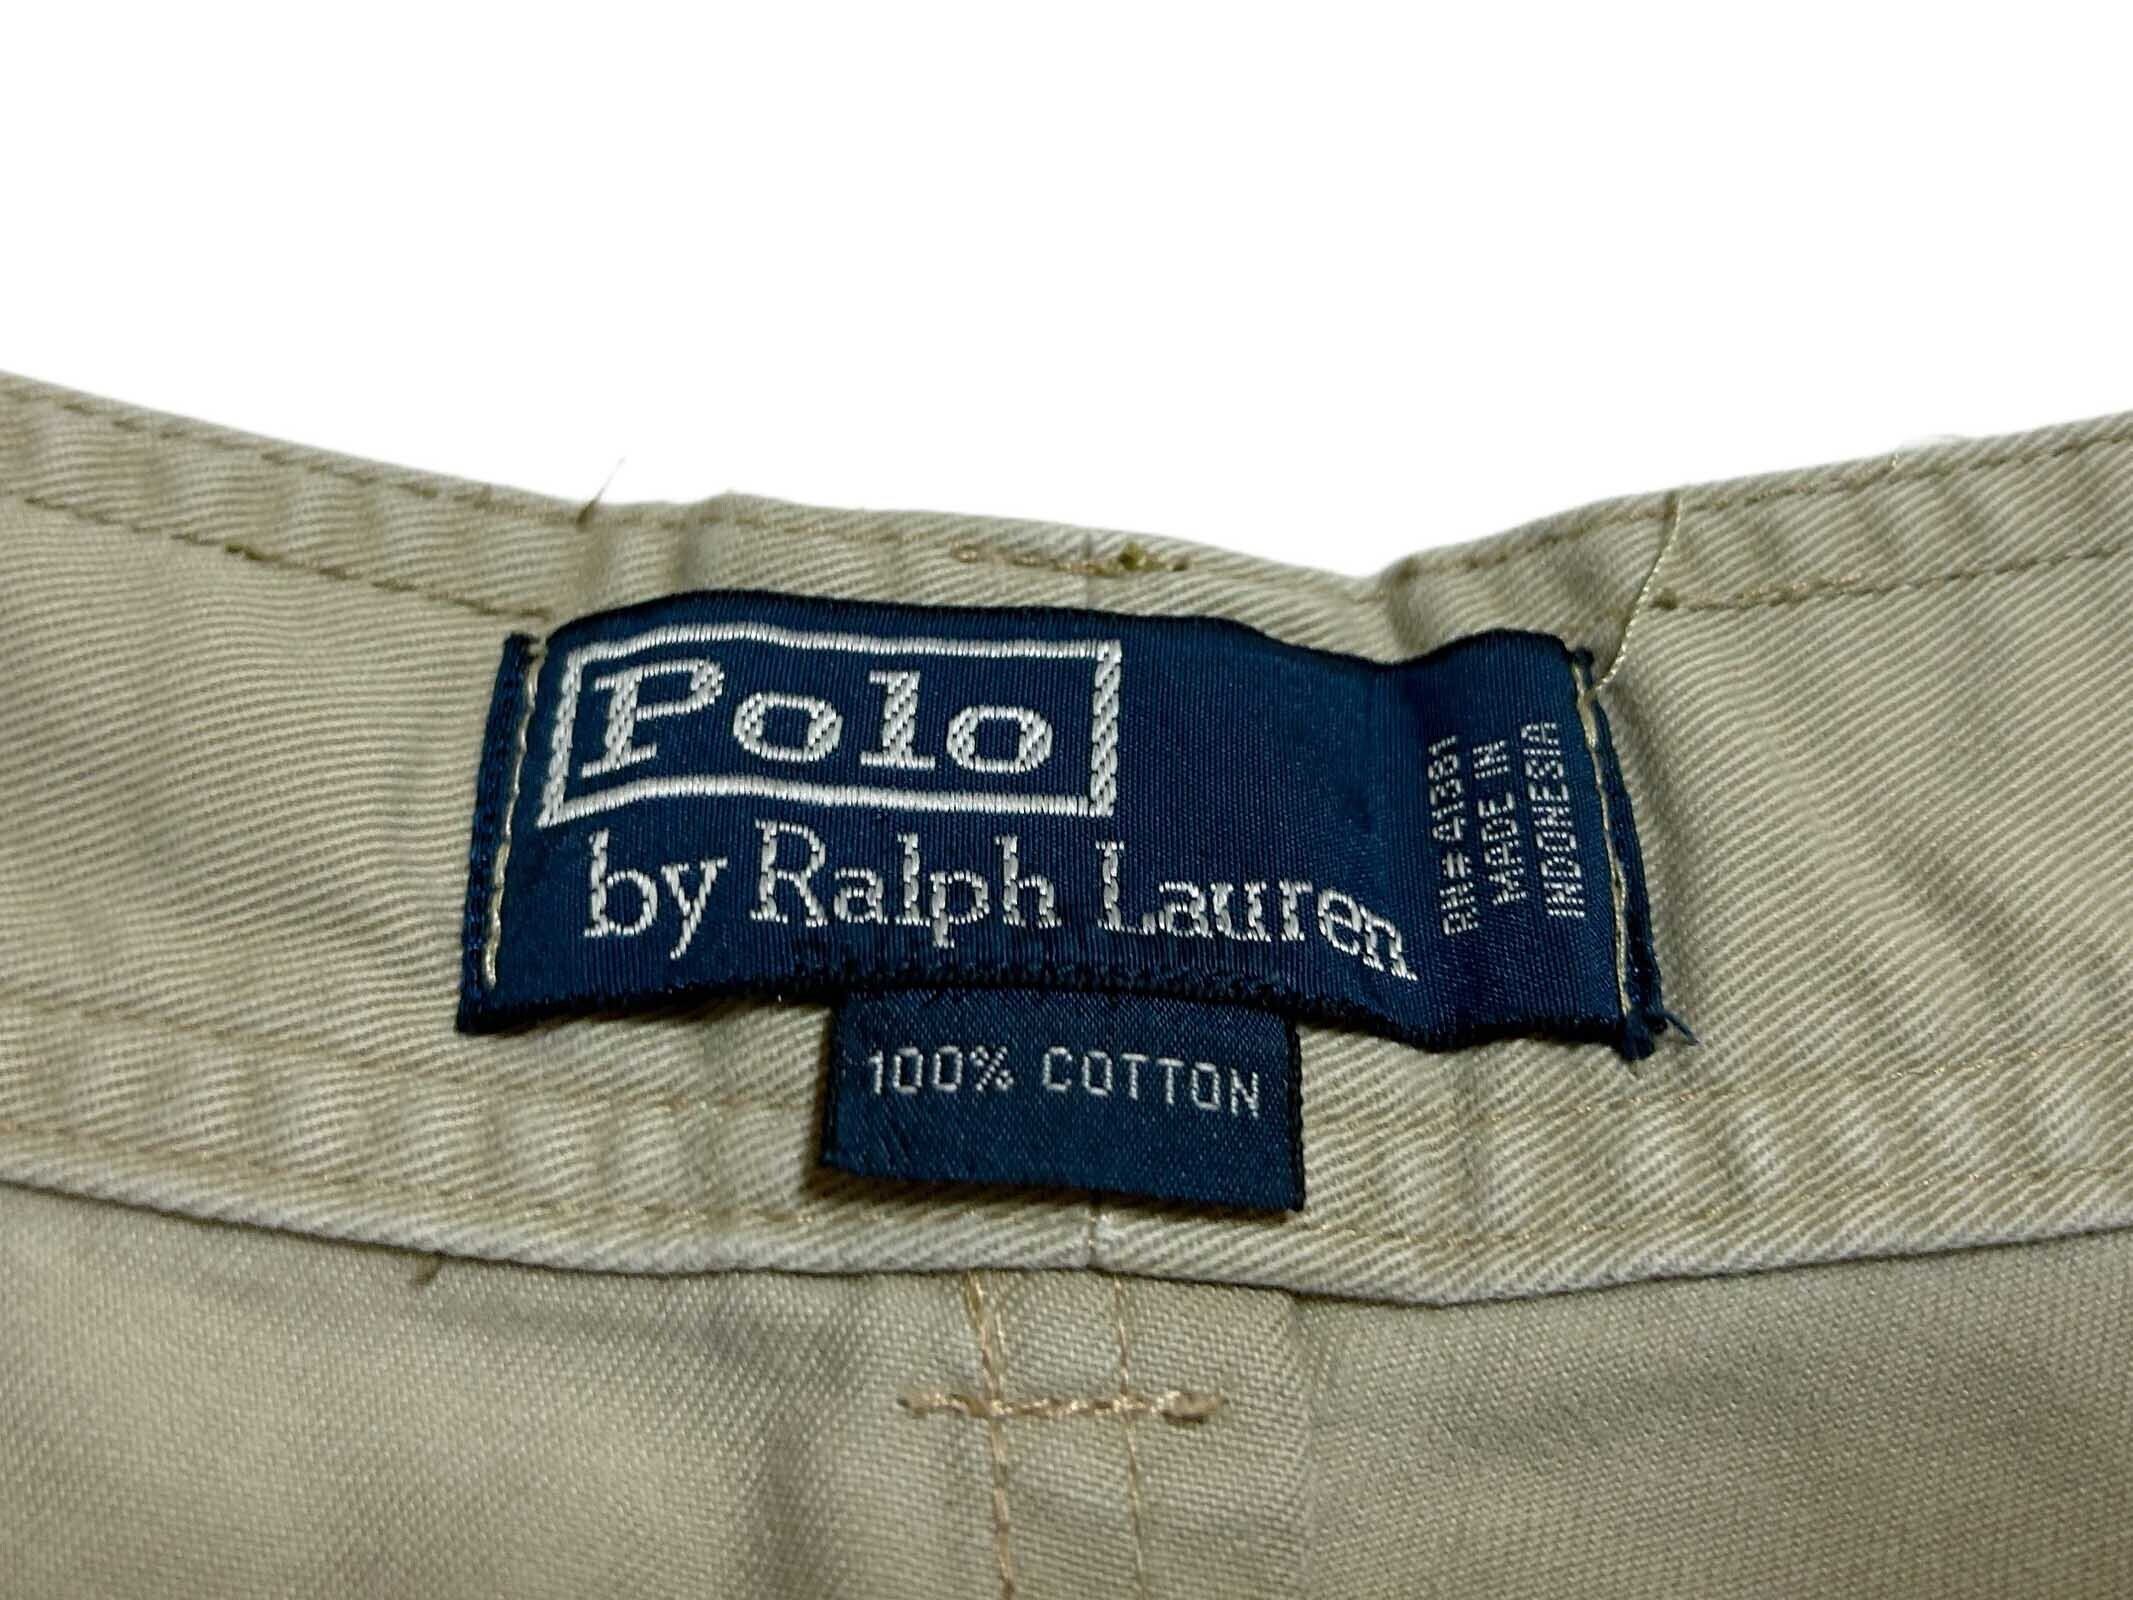 Polo
by Ralph Lauren
RN#41381
MADE IN
INDONESIA
100% COTTON